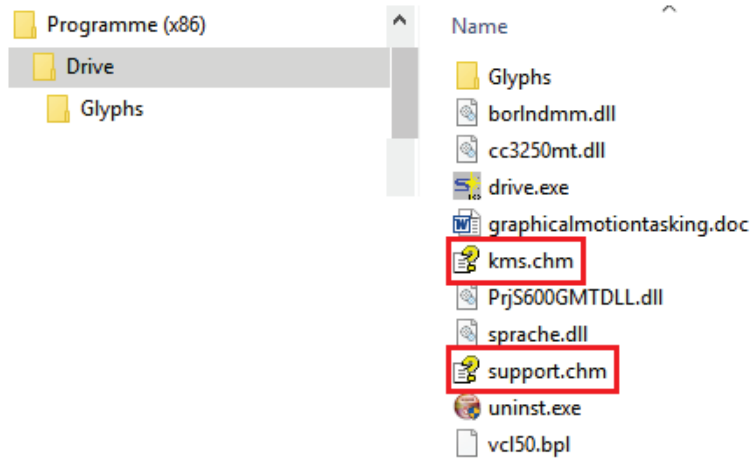 Programme (x86)
Drive
Glyphs
Name
Glyphs
borlndmm.dll
cc3250mt.dll
drive.exe
graphicalmotiontasking.doc
kms.chm
PrjS600GMTDLL.dll
sprache.dll
support.chm
uninst.exe
vcl50.bpl